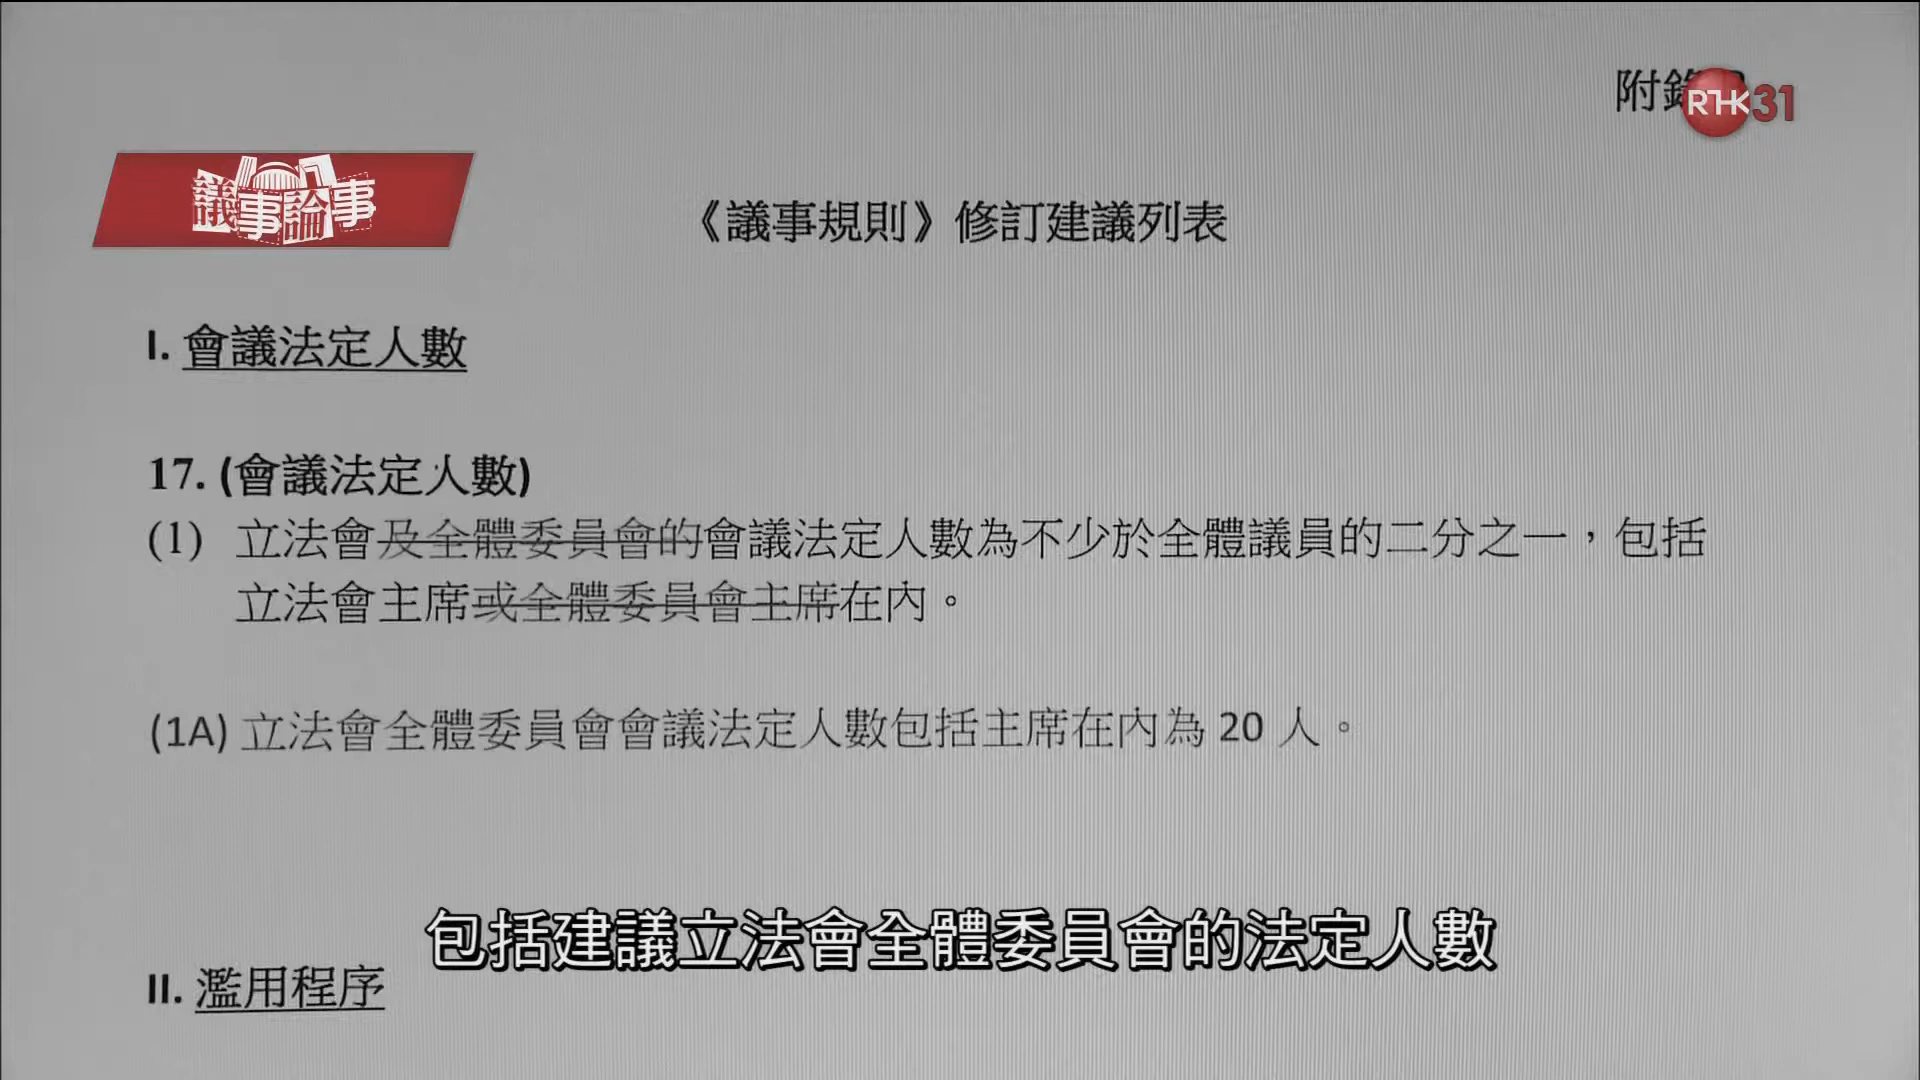 附錄
RTHK31
議事論事
《議事規則》修訂建議列表
I. 會議法定人數
17. (會議法定人數)
(1) 立法會及全體委員會的會議法定人數為不少於全體議員的二分之一，包括
立法會主席或全體委員會主席在內。
(1A) 立法會全體委員會會議法定人數包括主席在內為 20 人。
包括建議立法會全體委員會的法定人數
II. 濫用程序